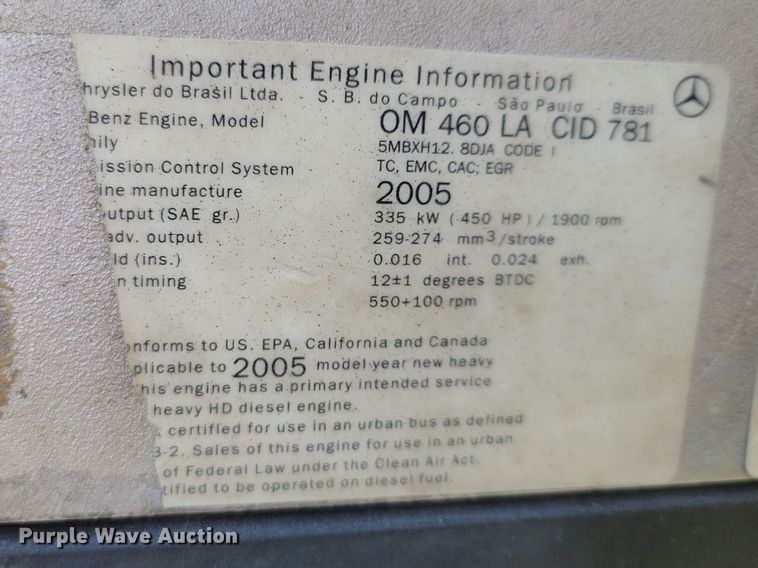 Important Engine Information
hrysler do Brasil Ltda. - S. B. do Campo - São Paulo - Brasil
Benz Engine, Model OM 460 LA CID 781
nily 5MBXH12. 8DJA CODE I
ission Control System TC, EMC, CAC; EGR
ine manufacture 2005
utput (SAE gr.) 335 kW (450 HP) / 1900 rpm
adv. output 259-274 mm3/stroke
ld (ins.) 0.016 int. 0.024 exh.
n timing 12±1 degrees BTDC
550+100 rpm
onforms to US. EPA, California and Canada
plicable to 2005 model year new heavy
his engine has a primary intended service
heavy HD diesel engine.
t certified for use in an urban bus as defined
3-2. Sales of this engine for use in an urban
of Federal Law under the Clean Air Act.
tified to be operated on diesel fuel.
Purple Wave Auction